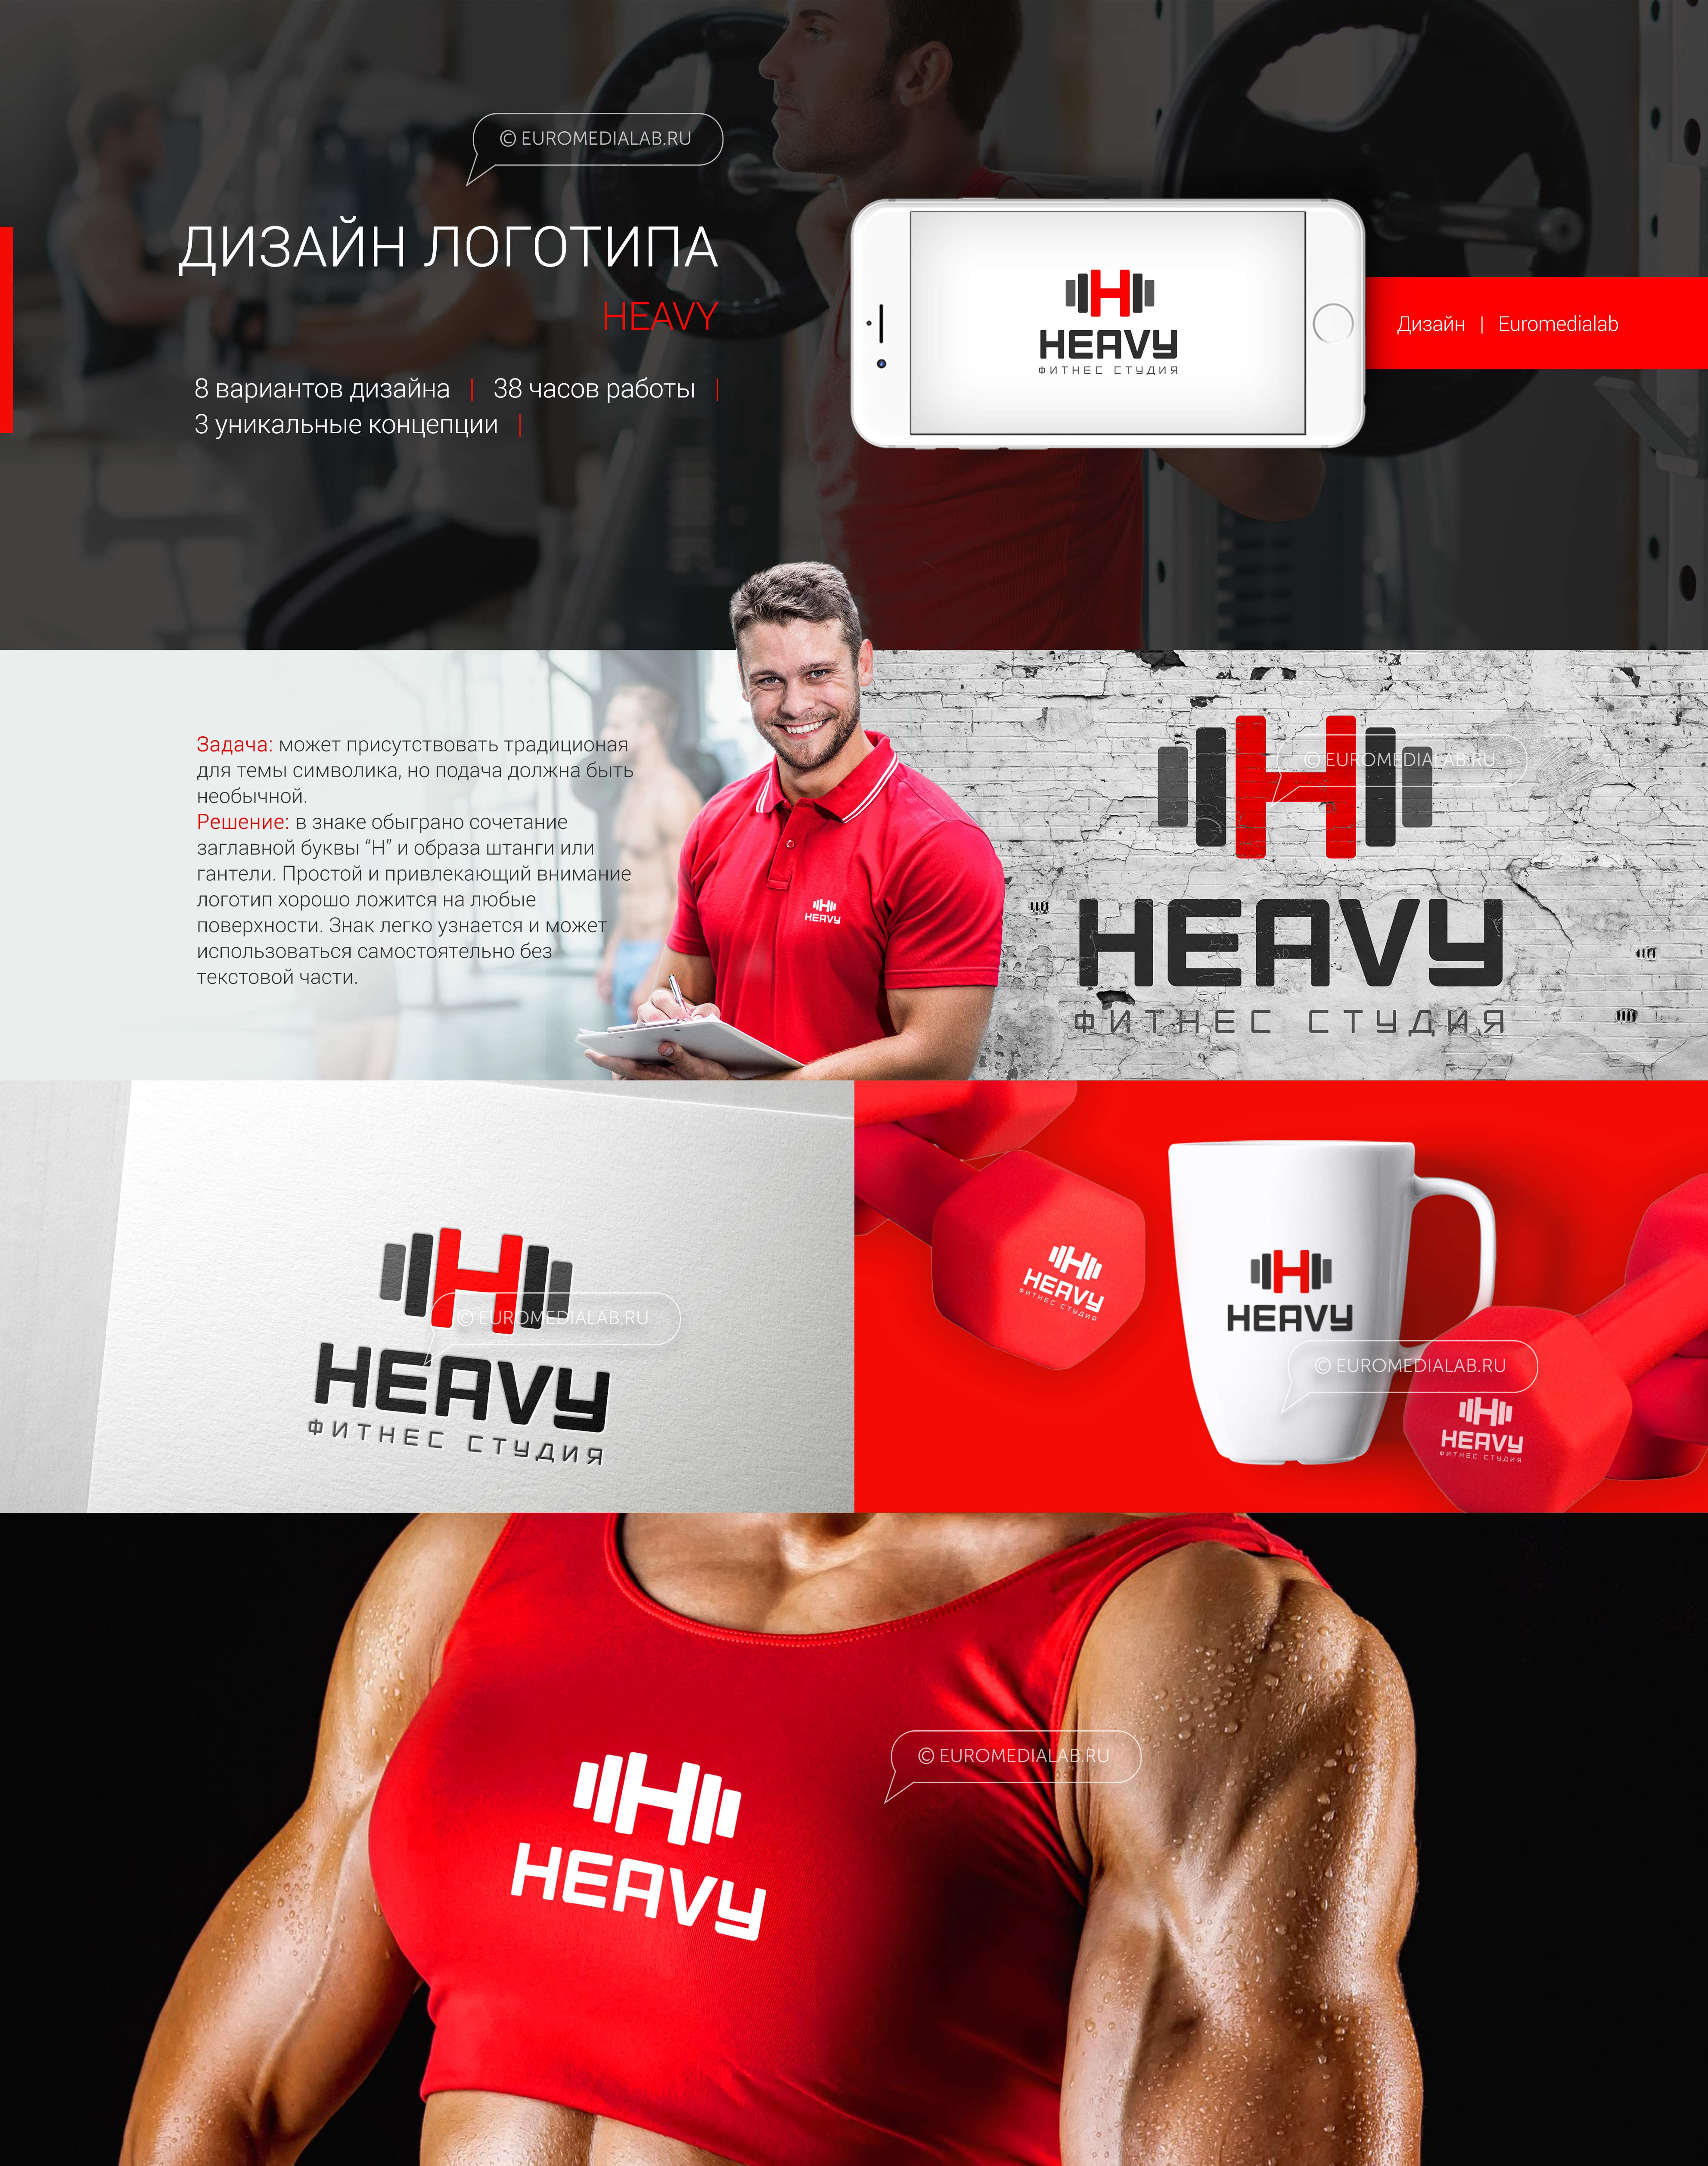 © EUROMEDIALAB.RU
ДИЗАЙН ЛОГОТИПА
HEAVY
8 вариантов дизайна | 38 часов работы |
3 уникальные концепции |
HEAVY
ФИТНЕС СТУДИЯ
Дизайн | Euromedialab
Задача: может присутствовать традиционая
для темы символика, но подача должна быть
необычной.
Решение: в знаке обыграно сочетание
заглавной буквы “H” и образа штанги или
гантели. Простой и привлекающий внимание
логотип хорошо ложится на любые
поверхности. Знак легко узнается и может
использоваться самостоятельно без
текстовой части.
H
HEAVY
H
© EUROMEDIALAB.RU
HEAVY
ФИТНЕС СТУДИЯ
H
© EUROMEDIALAB.RU
HEAVY
ФИТНЕС СТУДИЯ
H
HEAVY
ФИТНЕС СТУДИЯ
H
HEAVY
© EUROMEDIALAB.RU
H
HEAVY
ФИТНЕС СТУДИЯ
© EUROMEDIALAB.RU
H
HEAVY